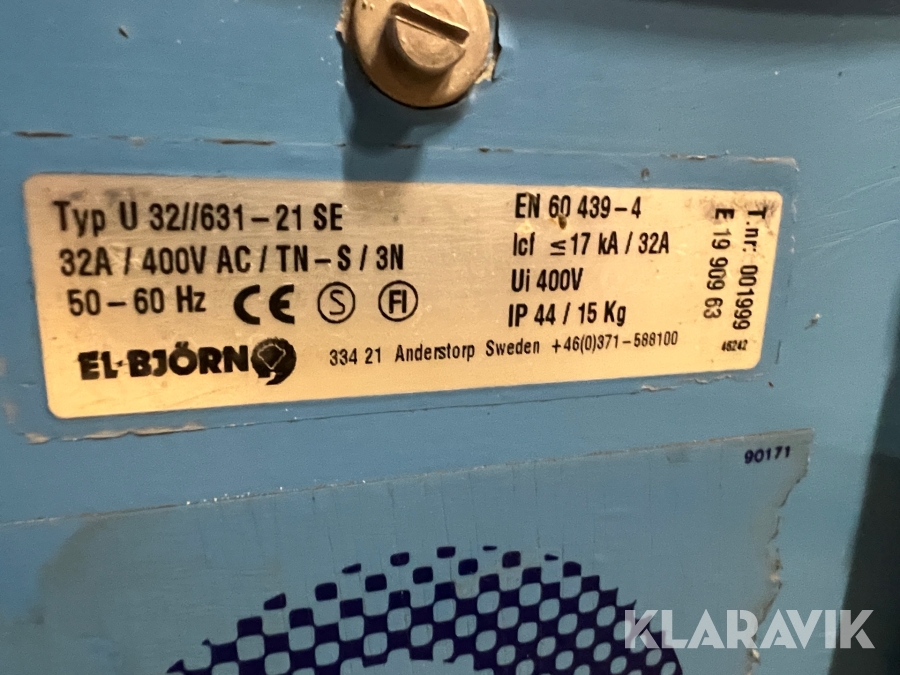 Typ U 32//631-21 SE
32A / 400V AC / TN-S / 3N
50-60 Hz CE S FI
EL-BJÖRN
EN 60 439-4
Icf ≤17 kA / 32A
Ui 400V
IP 44 / 15 Kg
334 21 Anderstorp Sweden +46(0)371-588100
T.nr: 001999
E 19 909 63
46242
90171
KLARAVIK